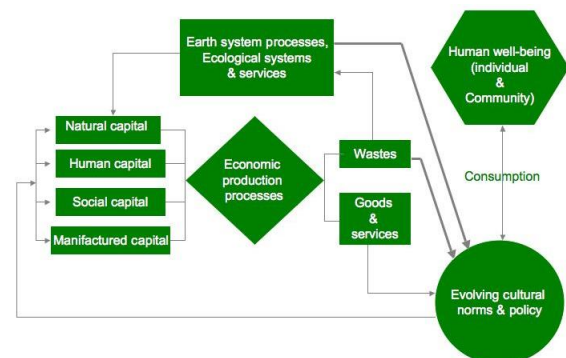 Earth system processes,
Ecological systems
& services
Human well-being
(individual
&
Community)
Natural capital
Human capital
Social capital
Manifactured capital
Economic
production
processes
Wastes
Goods
&
services
Consumption
Evolving cultural
norms & policy